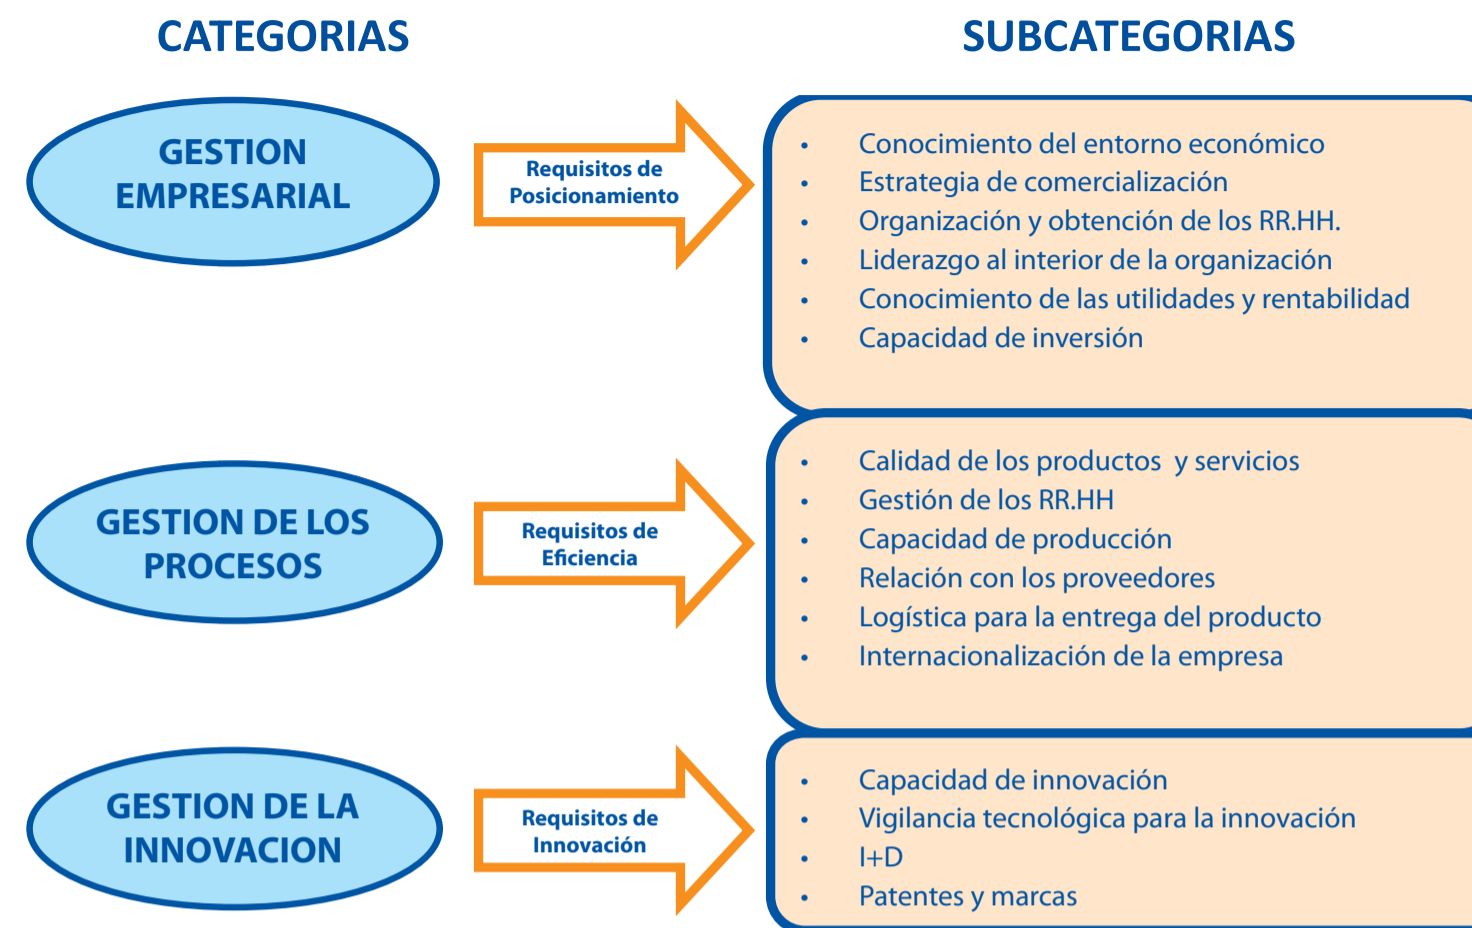 CATEGORIAS
SUBCATEGORIAS
GESTION
EMPRESARIAL
Requisitos de
Posicionamiento
• Conocimiento del entorno económico
• Estrategia de comercialización
• Organización y obtención de los RR.HH.
• Liderazgo al interior de la organización
• Conocimiento de las utilidades y rentabilidad
• Capacidad de inversión
GESTION DE LOS
PROCESOS
Requisitos de
Eficiencia
• Calidad de los productos y servicios
• Gestión de los RR.HH
• Capacidad de producción
• Relación con los proveedores
• Logística para la entrega del producto
• Internacionalización de la empresa
GESTION DE LA
INNOVACION
Requisitos de
Innovación
• Capacidad de innovación
• Vigilancia tecnológica para la innovación
• I+D
• Patentes y marcas